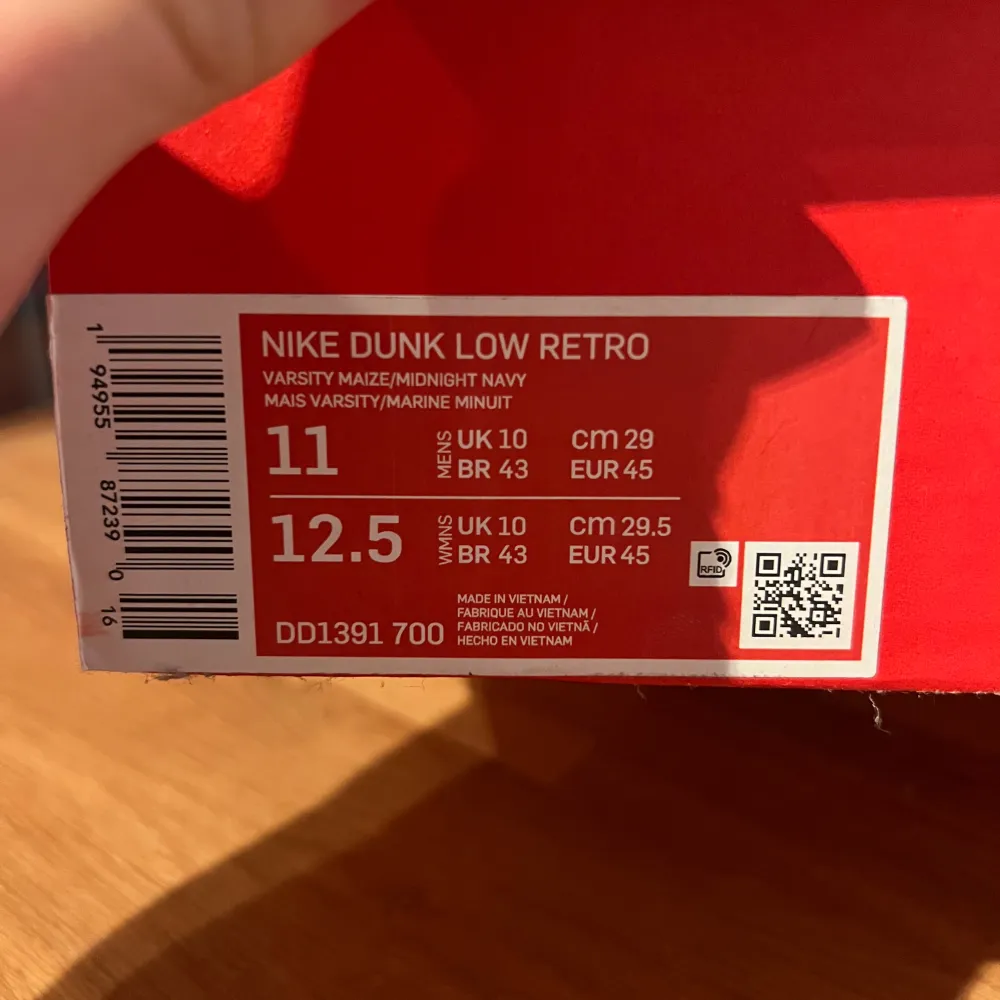 NIKE DUNK LOW RETRO
VARSITY MAIZE/MIDNIGHT NAVY
MAIS VARSITY/MARINE MINUIT
11 MENS UK 10 cm 29
BR 43 EUR 45
12.5 WMNS UK 10 cm 29.5
BR 43 EUR 45
RFID
DD1391 700
MADE IN VIETNAM /
FABRIQUE AU VIETNAM /
FABRICADO NO VIETNÃ /
HECHO EN VIETNAM
1 94955 87239 0 16